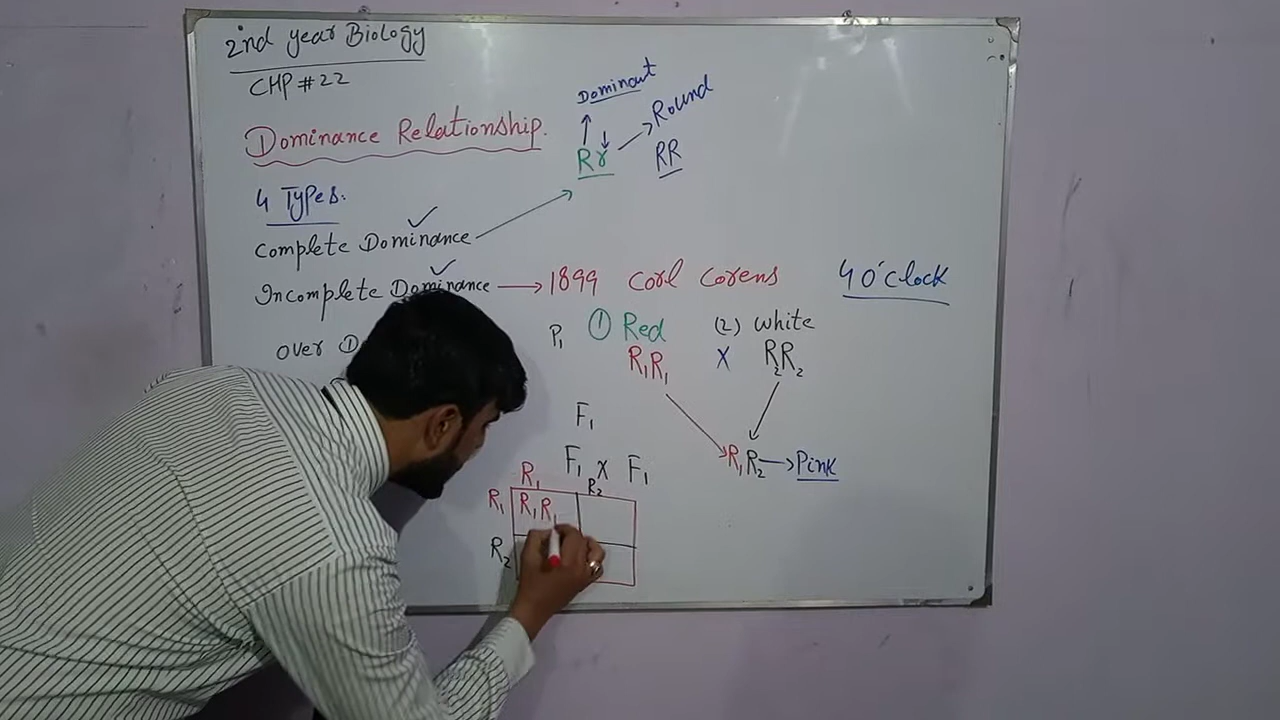 2nd year Biology
CHP # 22
Dominance Relationship.
4 Types:
Complete Dominance
Incomplete Dominance
Over D
Dominant
Rr
Round
RR
1899 Corl Corens
4 O'clock
P₁ ① Red (2) white
R₁R₁ X R₂R₂
F₁
R₁R₂ Pink
F₁ X F₁
R₁ R₂
R₁ R₁R₁
R₂